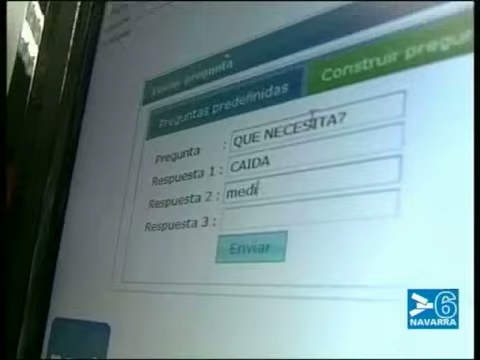 Enviar pregunta
Preguntas predefinidas
Construir pregun
Pregunta : QUE NECESITA?
Respuesta 1 : CAIDA
Respuesta 2 : medi
Respuesta 3 :
Enviar
6
NAVARRA